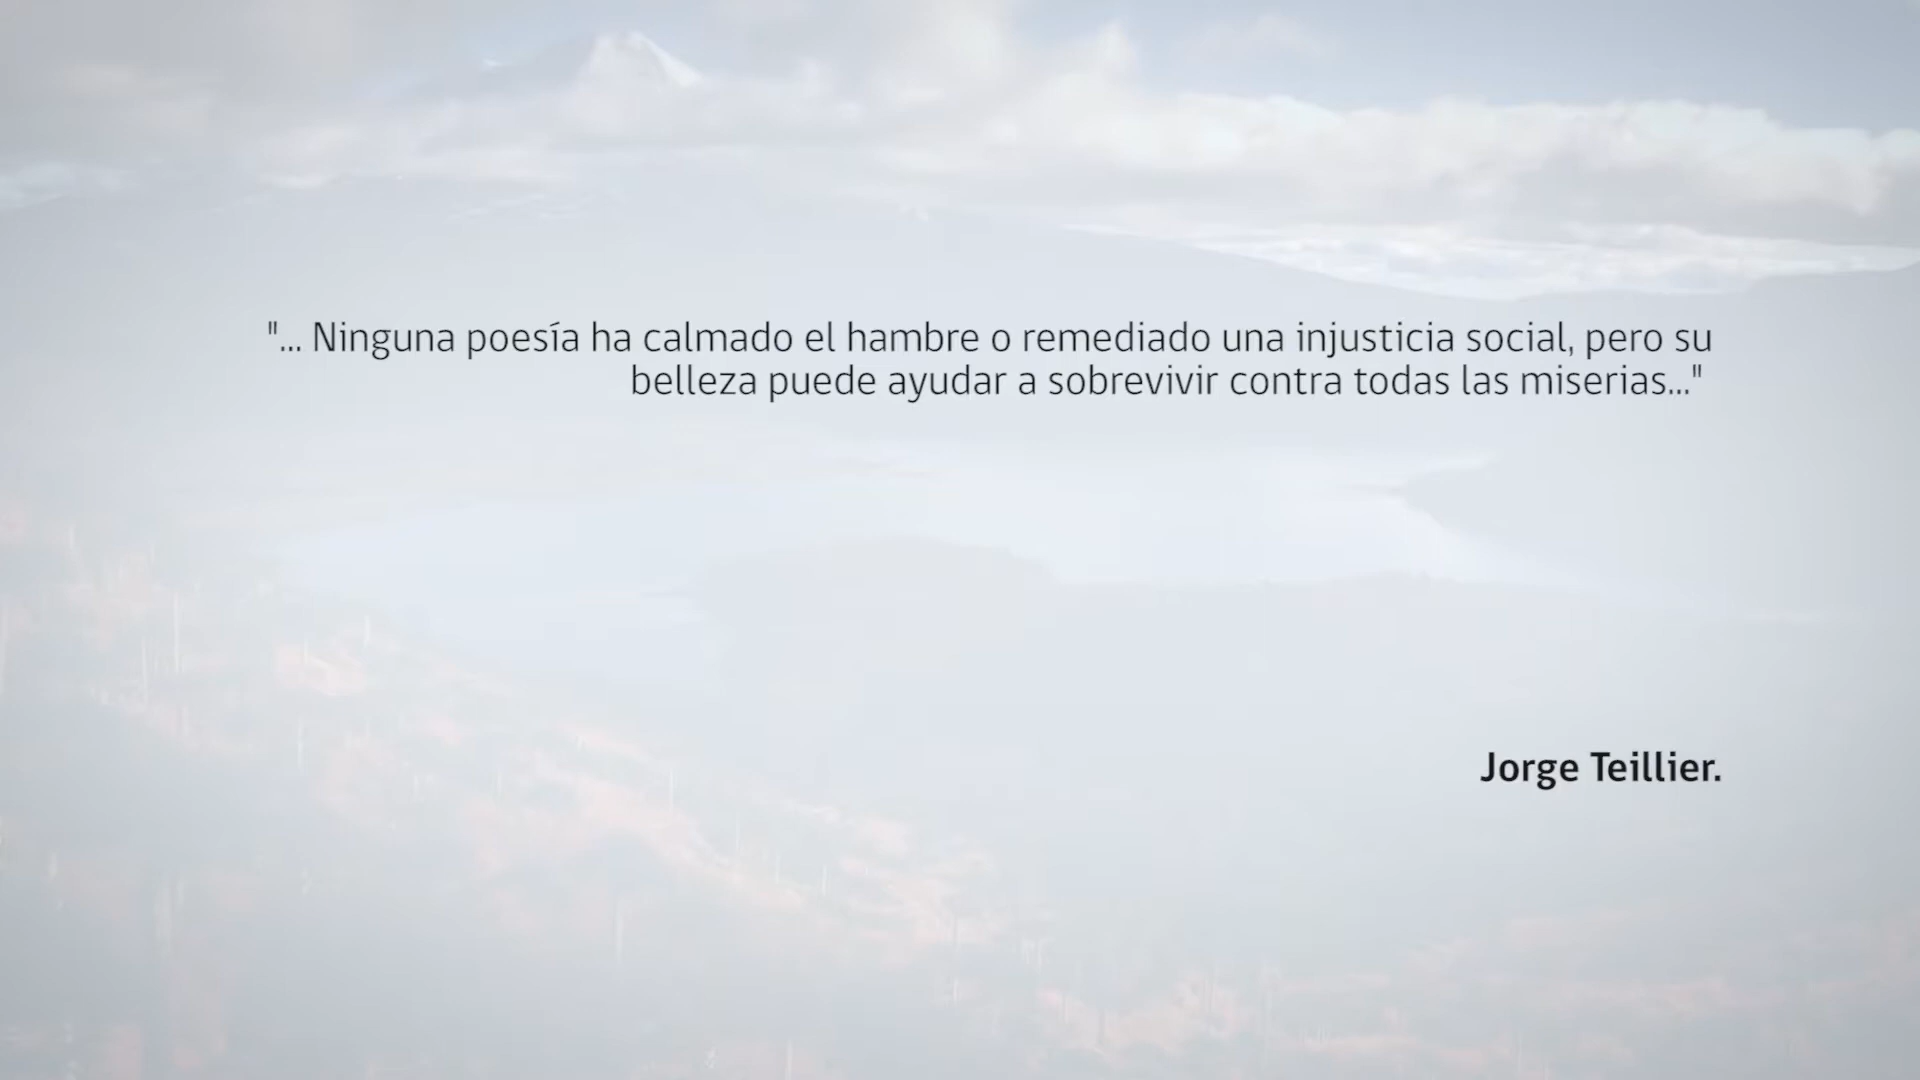 "... Ninguna poesía ha calmado el hambre o remediado una injusticia social, pero su
belleza puede ayudar a sobrevivir contra todas las miserias..."
Jorge Teillier.